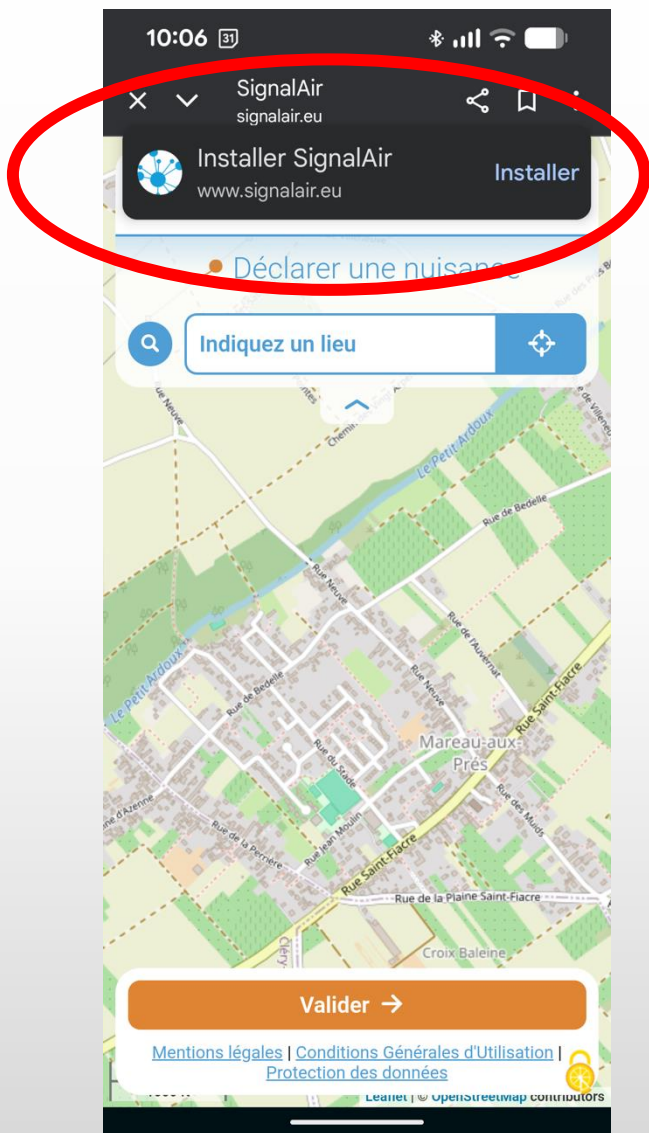 10:06 31
SignalAir
signalair.eu
Installer SignalAir
www.signalair.eu
Installer
Déclarer une nuisance
Indiquez un lieu
Rue Neuve
Chemin
Le Petit Ardoux
Rue de Bedelle
Rue Neuve
Rue de l'Auvernat
Le Petit Ardoux
Rue de Bedelle
Rue Neuve
Rue Saint-Fiacre
Rue du Stade
Mareau-aux-
Prés
Rue des Muids
Rue de la Perrière
Rue Jean Moulin
Rue Saint-Fiacre
Rue de la Plaine Saint-Fiacre
Croix Baleine
Valider →
Mentions légales | Conditions Générales d'Utilisation |
Protection des données
Leaflet | © OpenStreetMap contributors